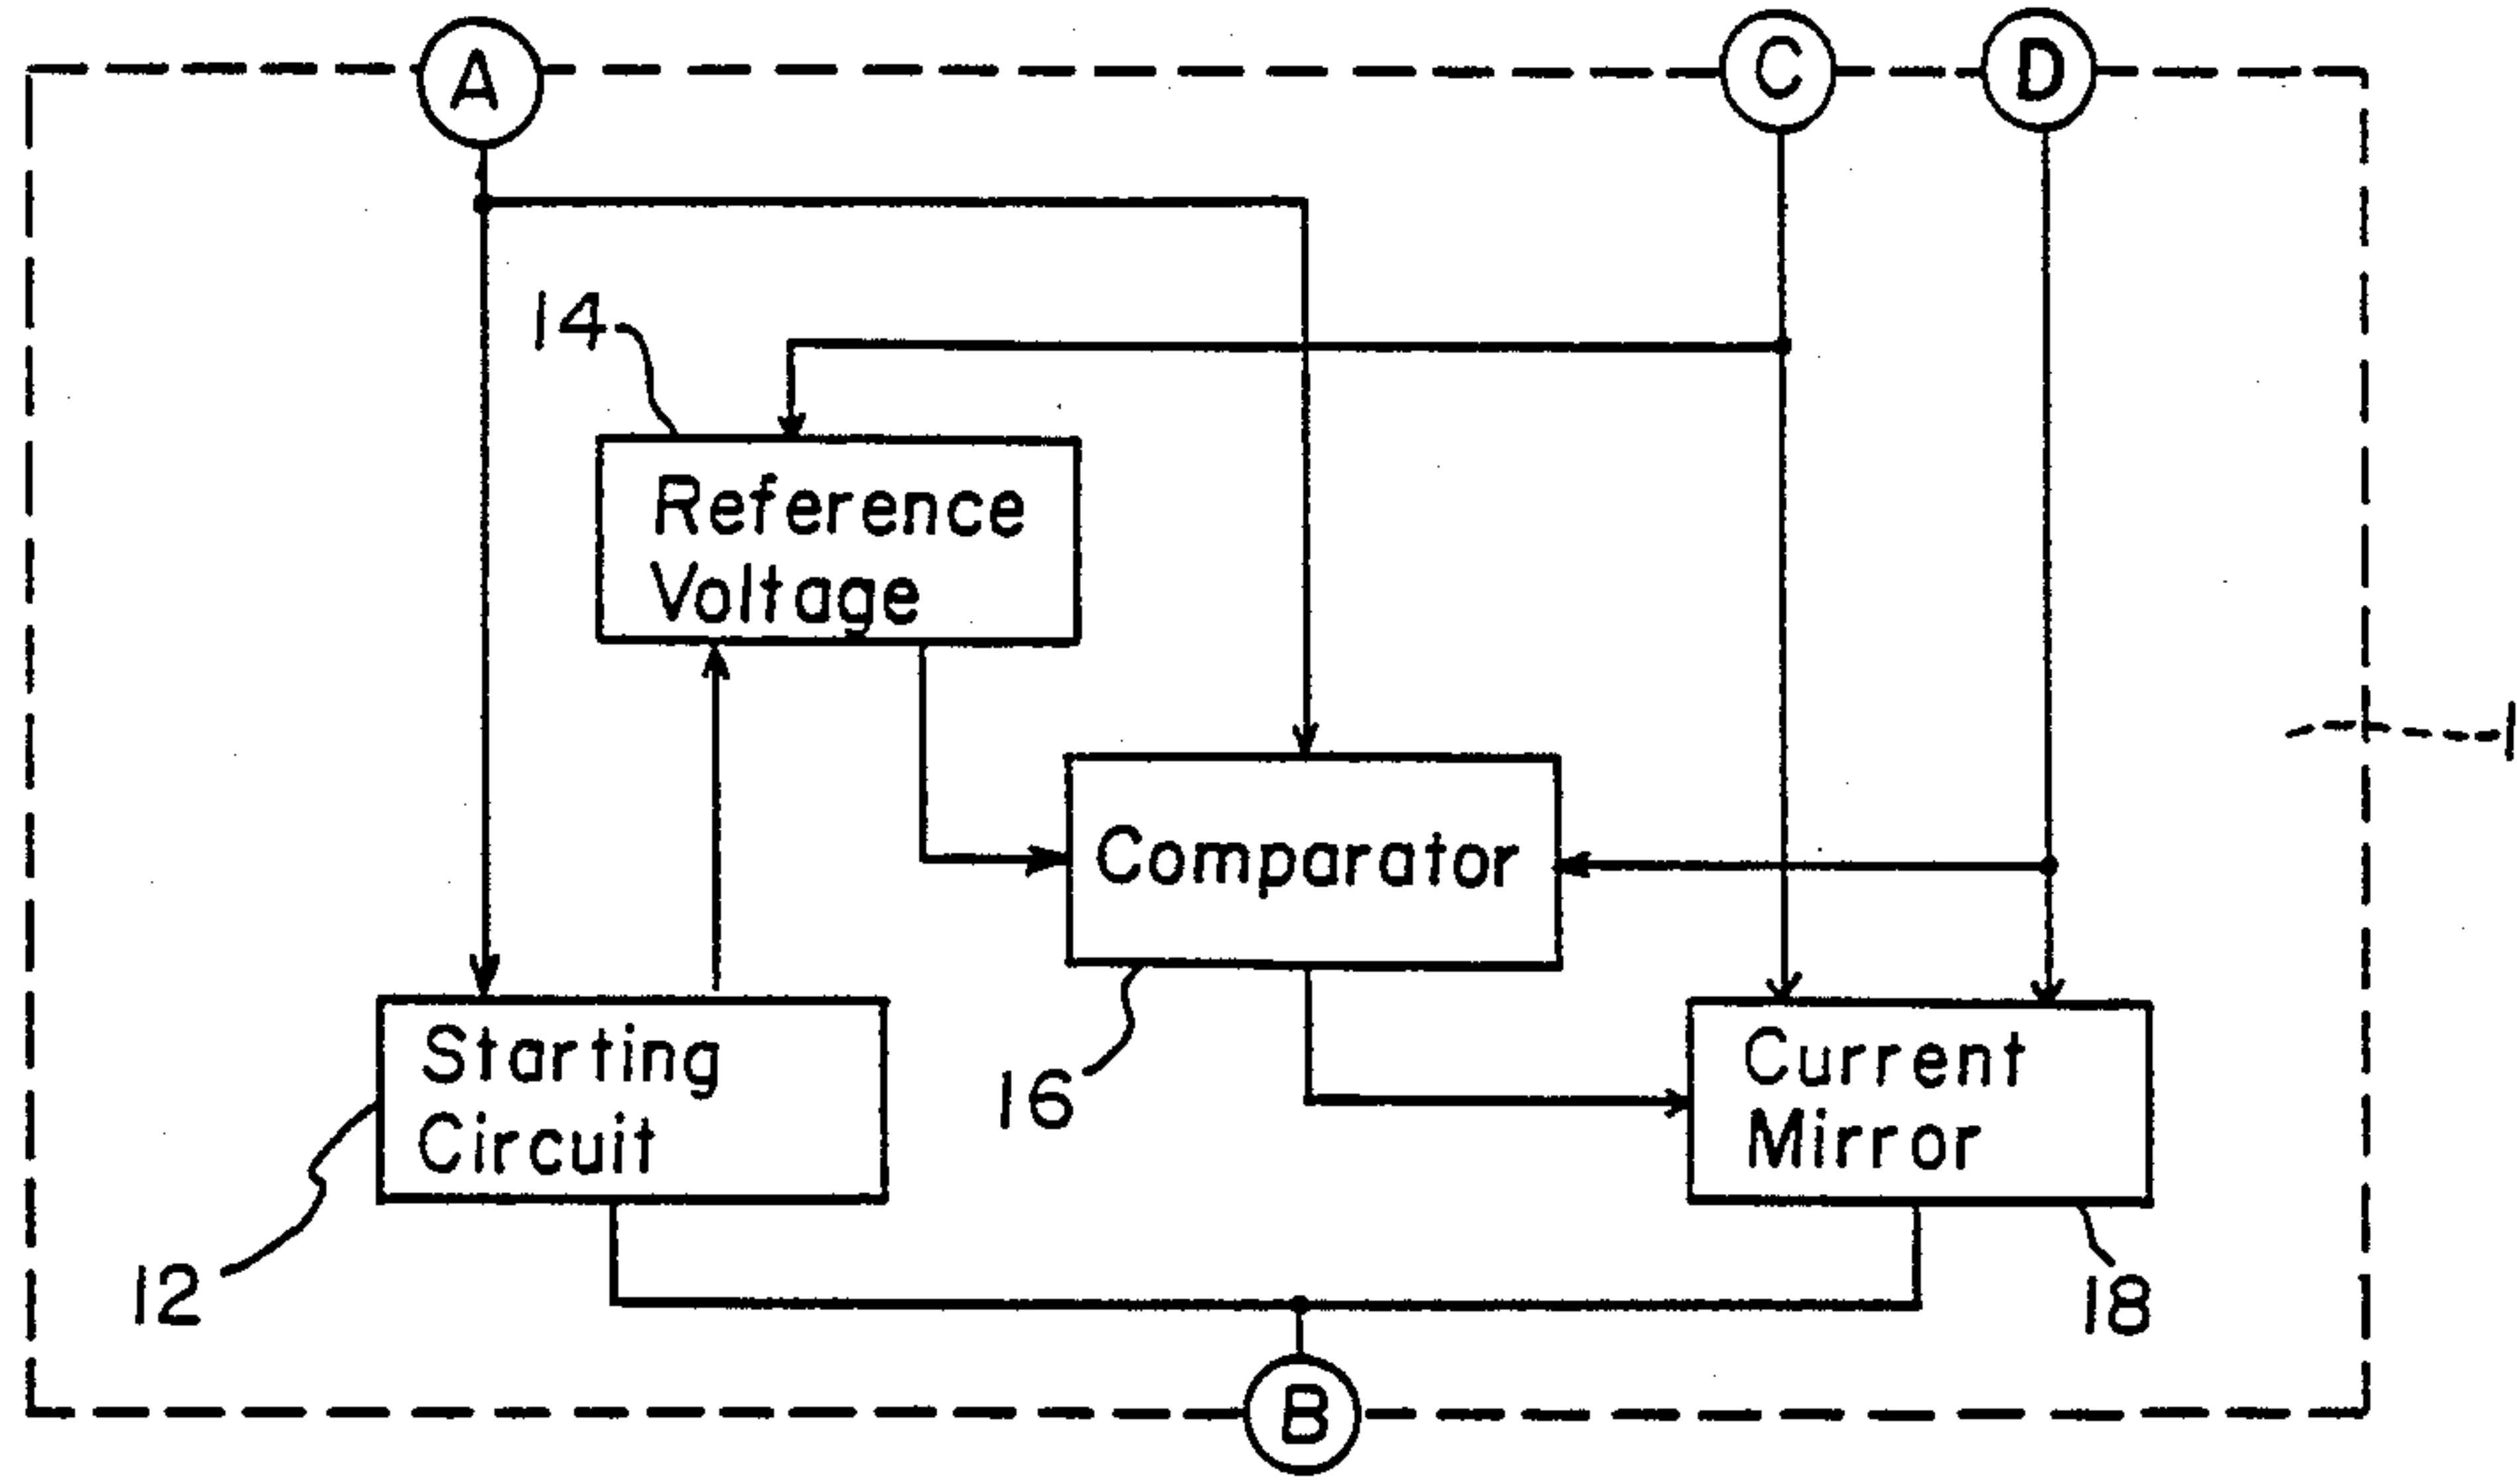 A
C
D
14
Reference
Voltage
1
Comparator
Starting
Circuit
16
Current
Mirror
12
18
B